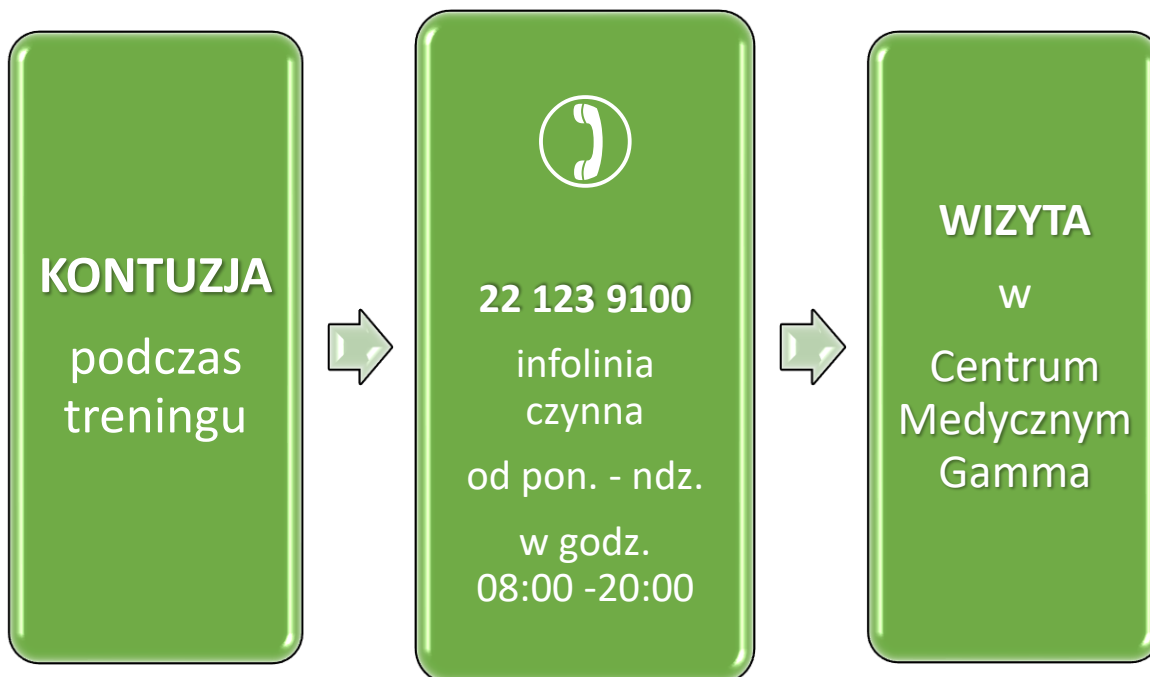 KONTUZJA
podczas
treningu
22 123 9100
infolinia
czynna
od pon. - ndz.
w godz.
08:00 -20:00
WIZYTA
w
Centrum
Medycznym
Gamma